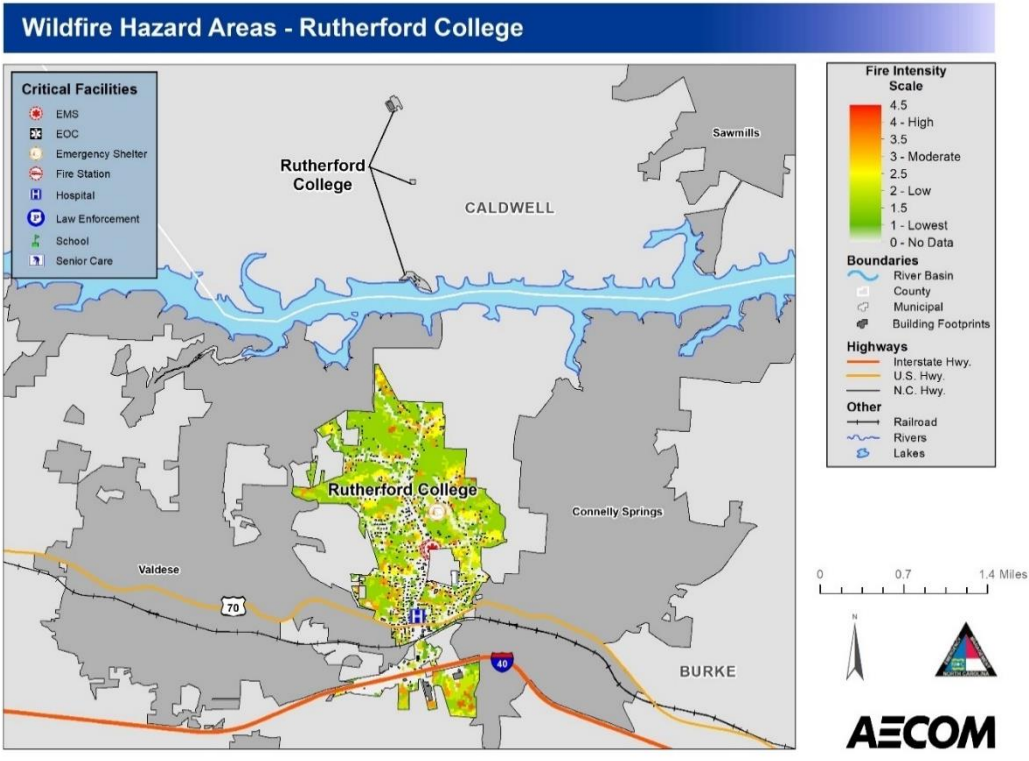 Wildfire Hazard Areas - Rutherford College
Critical Facilities
EMS
EOC
Emergency Shelter
Fire Station
Hospital
Law Enforcement
School
Senior Care
Rutherford
College
CALDWELL
Sawmills
Rutherford College
Connelly Springs
Valdese
70
H
40
BURKE
Fire Intensity
Scale
4.5
4 - High
3.5
3 - Moderate
2.5
2 - Low
1.5
1 - Lowest
0 - No Data
Boundaries
River Basin
County
Municipal
Building Footprints
Highways
Interstate Hwy.
U.S. Hwy.
N.C. Hwy.
Other
Railroad
Rivers
Lakes
0 0.7 1.4 Miles
N
NORTH CAROLINA
AECOM